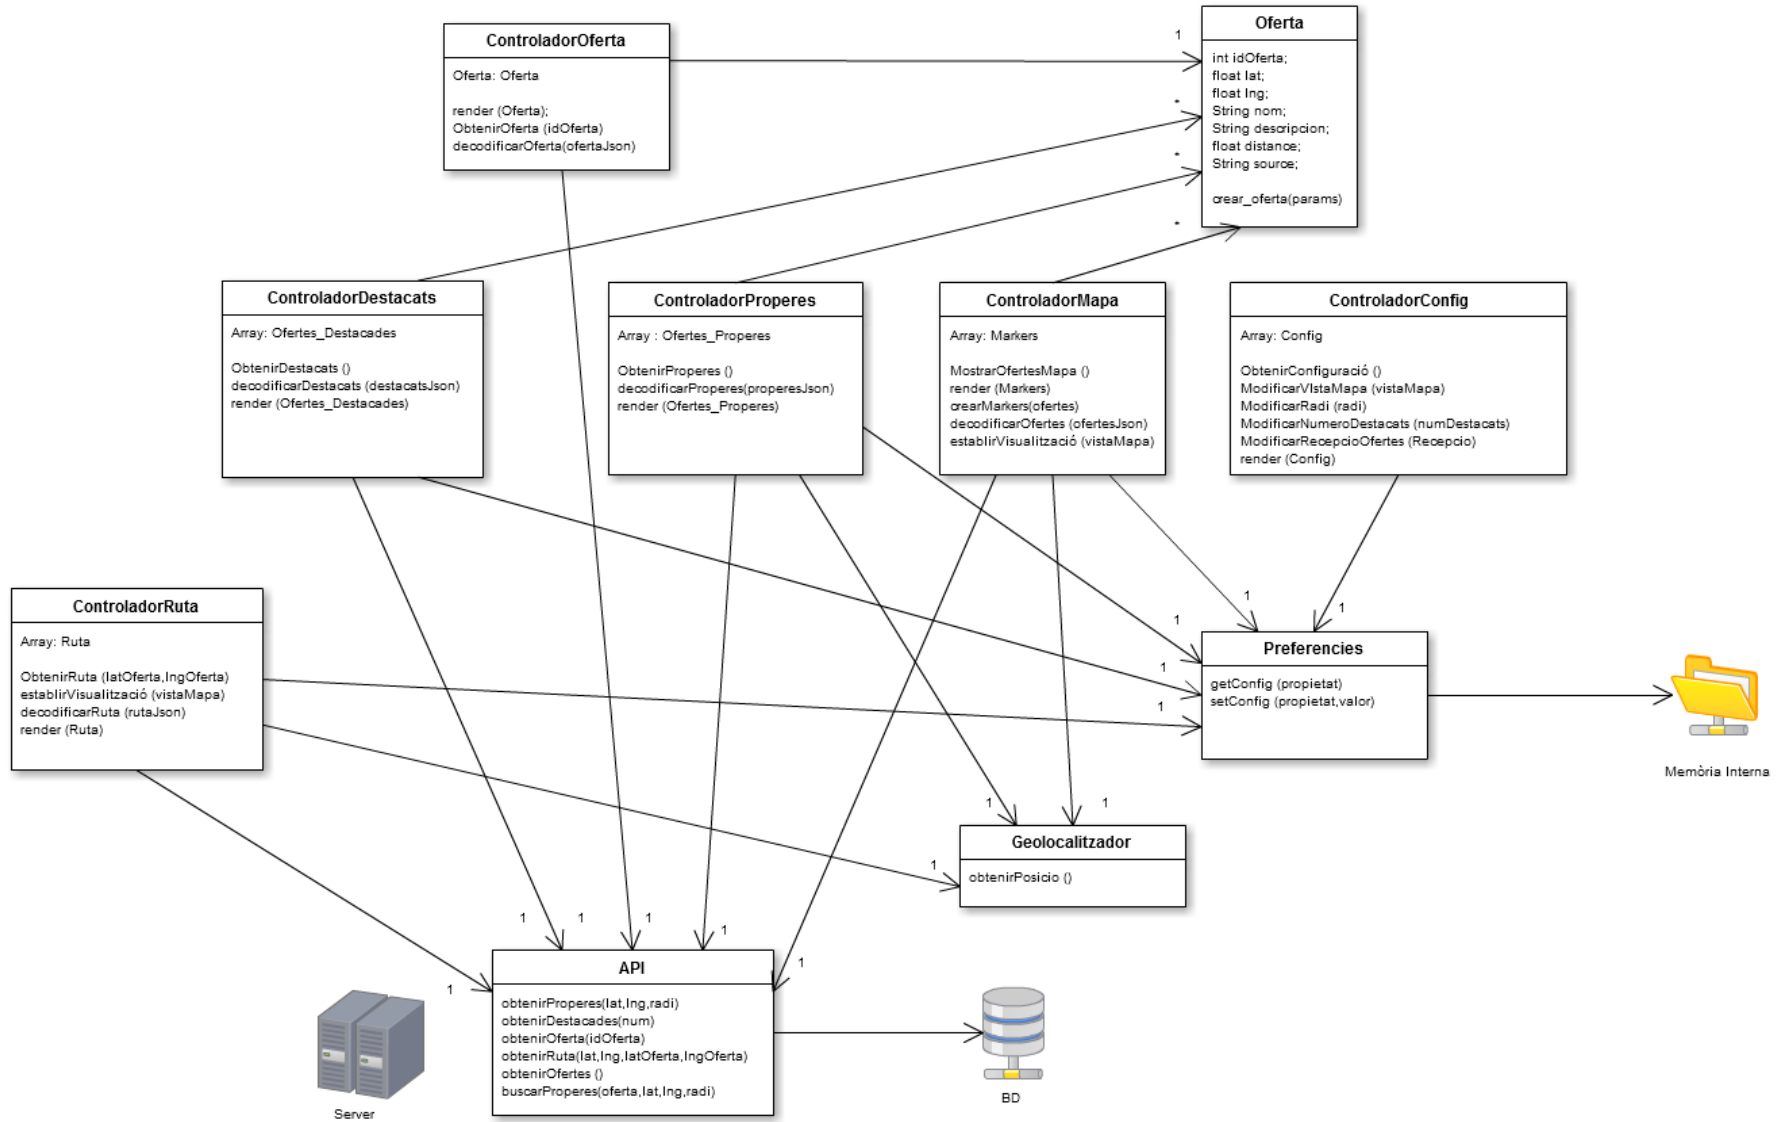 ControladorOferta
Oferta: Oferta
render (Oferta);
ObtenirOferta (idOferta)
decodificarOferta(ofertaJson)
1
*
*
*
Oferta
int idOferta;
float lat;
float lng;
String nom;
String descripcion;
float distance;
String source;
crear_oferta(params)
ControladorDestacats
Array: Ofertes_Destacades
ObtenirDestacats ()
decodificarDestacats (destacatsJson)
render (Ofertes_Destacades)
ControladorProperes
Array : Ofertes_Properes
ObtenirProperes ()
decodificarProperes(properesJson)
render (Ofertes_Properes)
ControladorMapa
Array: Markers
MostrarOfertesMapa ()
render (Markers)
crearMarkers(ofertes)
decodificarOfertes (ofertesJson)
establirVisualització (vistaMapa)
ControladorConfig
Array: Config
ObtenirConfiguració ()
ModificarVIstaMapa (vistaMapa)
ModificarRadi (radi)
ModificarNumeroDestacats (numDestacats)
ModificarRecepcioOfertes (Recepcio)
render (Config)
ControladorRuta
Array: Ruta
ObtenirRuta (latOferta,lngOferta)
establirVisualització (vistaMapa)
decodificarRuta (rutaJson)
render (Ruta)
1
1
1
1
1
Preferencies
getConfig (propietat)
setConfig (propietat,valor)
Memòria Interna
1
1
1
Geolocalitzador
obtenirPosicio ()
1
1
1
1
1
1
API
obtenirProperes(lat,lng,radi)
obtenirDestacades(num)
obtenirOferta(idOferta)
obtenirRuta(lat,lng,latOferta,lngOferta)
obtenirOfertes ()
buscarProperes(oferta,lat,lng,radi)
Server
BD